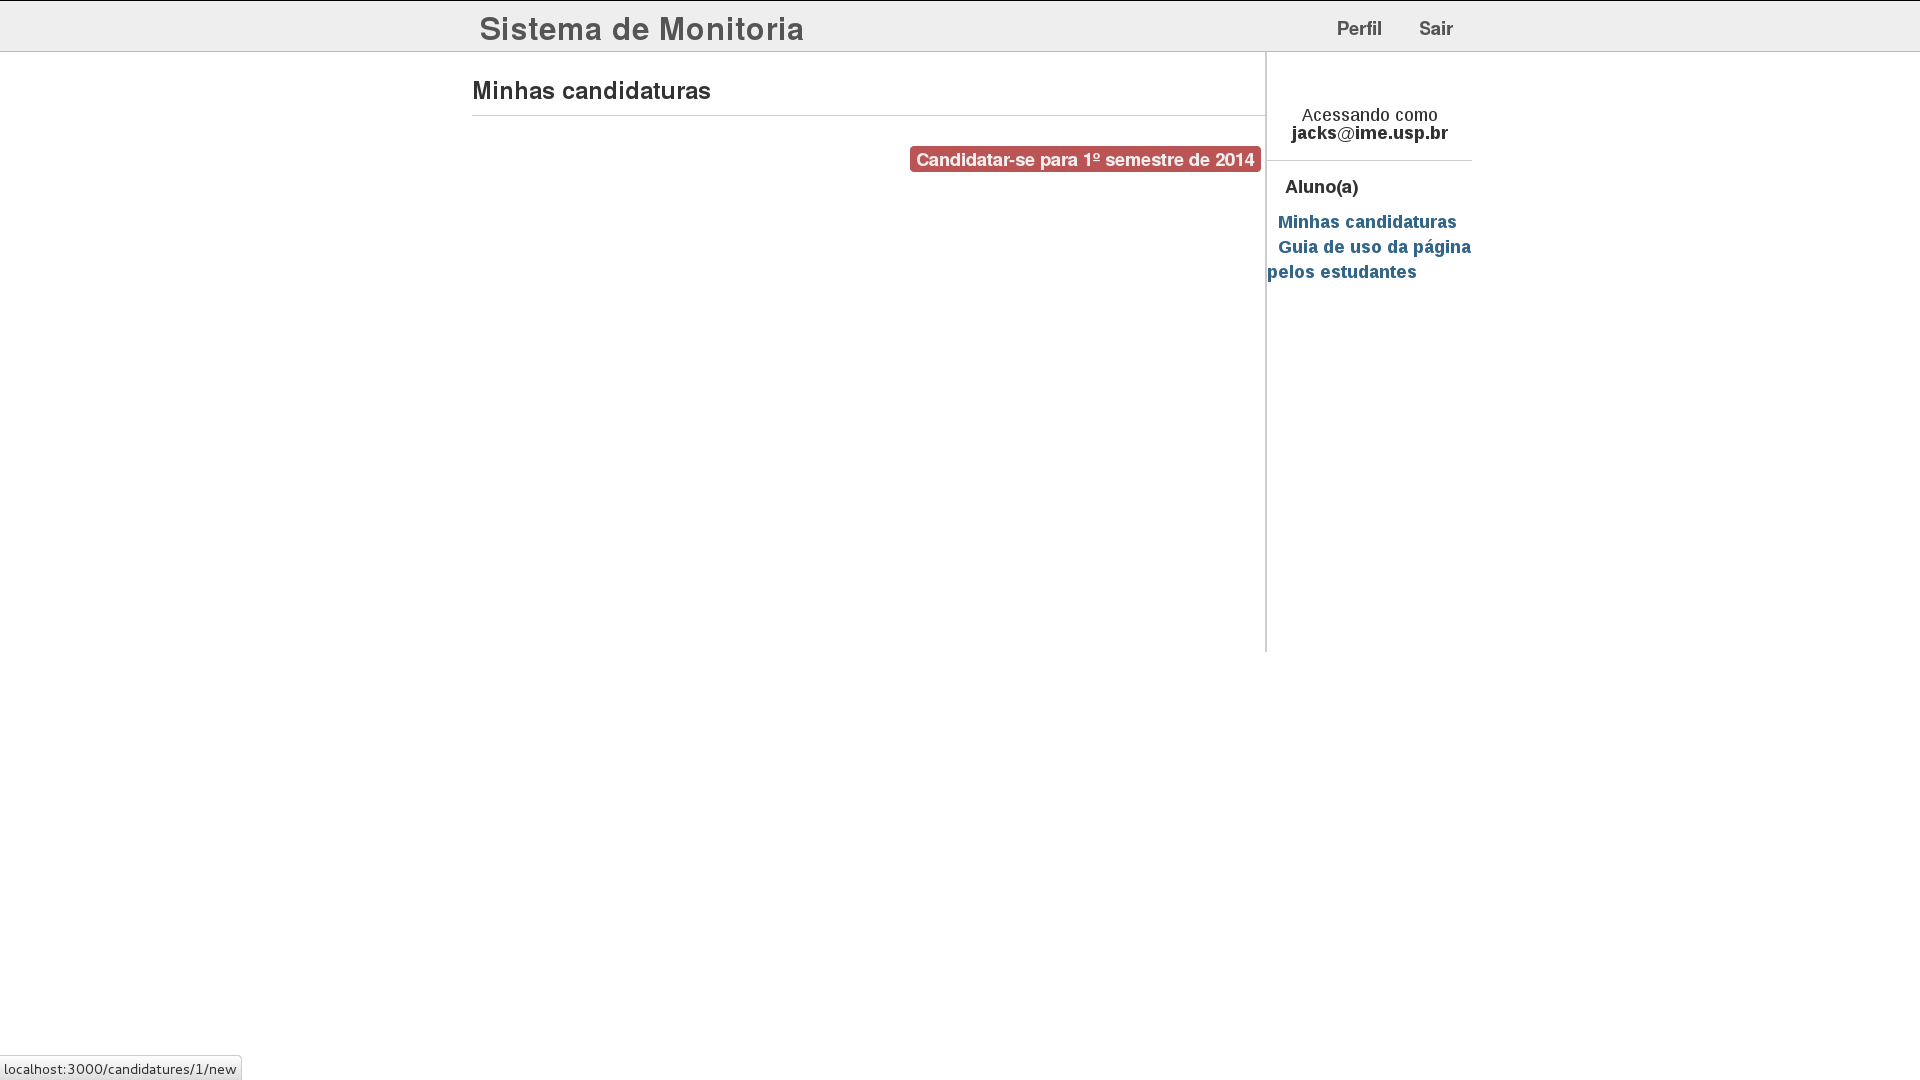 Sistema de Monitoria
Perfil
Sair
Minhas candidaturas
Candidatar-se para 1º semestre de 2014
Acessando como
jacks@ime.usp.br
Aluno(a)
Minhas candidaturas
Guia de uso da página
pelos estudantes
localhost:3000/candidatures/1/new